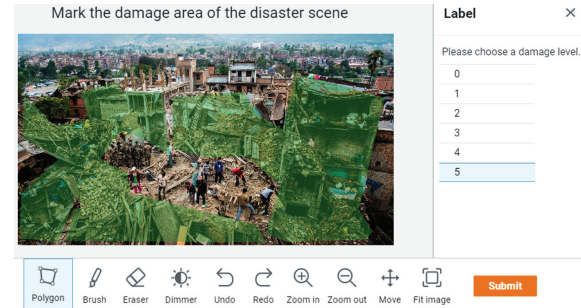 Mark the damage area of the disaster scene
Label ×
Please choose a damage level.
0
1
2
3
4
5
Polygon Brush Eraser Dimmer Undo Redo Zoom in Zoom out Move Fit image
Submit